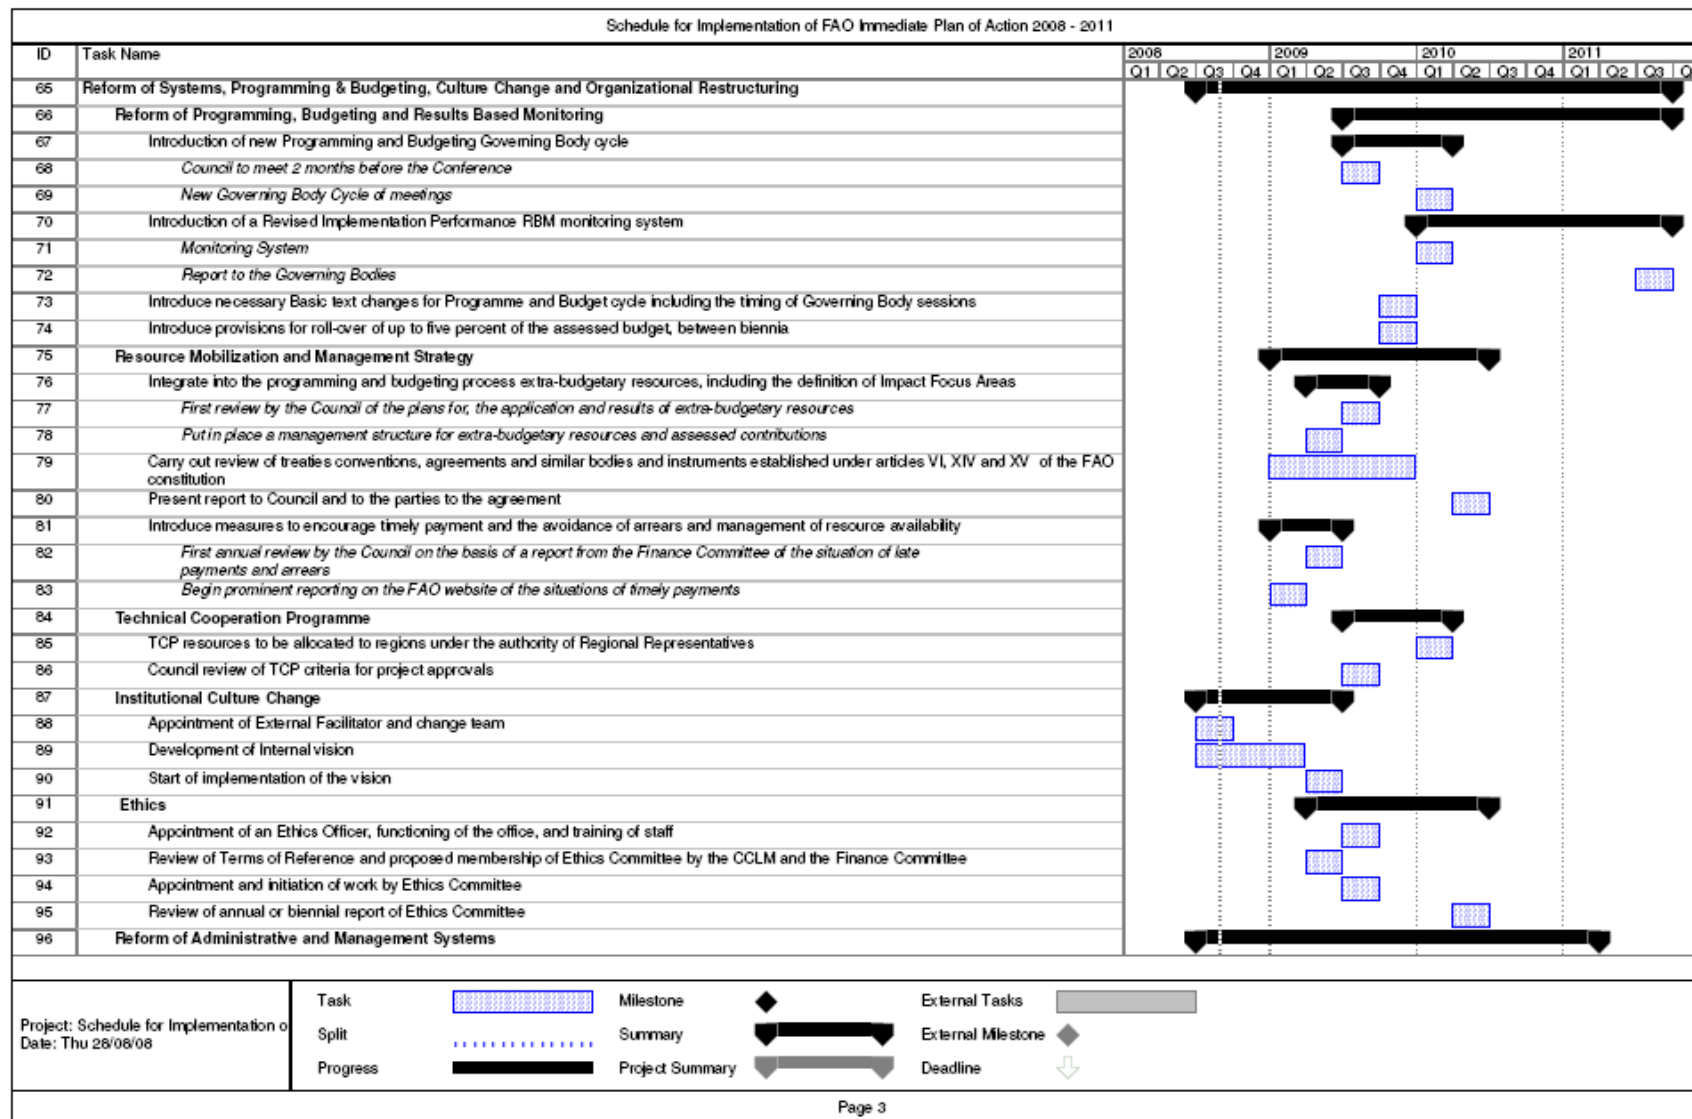 Schedule for Implementation of FAO Immediate Plan of Action 2008 - 2011
ID Task Name 2008 2009 2010 2011
Q1 Q2 Q3 Q4 Q1 Q2 Q3 Q4 Q1 Q2 Q3 Q4 Q1 Q2 Q3 Q
65 Reform of Systems, Programming & Budgeting, Culture Change and Organizational Restructuring
66 Reform of Programming, Budgeting and Results Based Monitoring
67 Introduction of new Programming and Budgeting Governing Body cycle
68 Council to meet 2 months before the Conference
69 New Governing Body Cycle of meetings
70 Introduction of a Revised Implementation Performance RBM monitoring system
71 Monitoring System
72 Report to the Governing Bodies
73 Introduce necessary Basic text changes for Programme and Budget cycle including the timing of Governing Body sessions
74 Introduce provisions for roll-over of up to five percent of the assessed budget, between biennia
75 Resource Mobilization and Management Strategy
76 Integrate into the programming and budgeting process extra-budgetary resources, including the definition of Impact Focus Areas
77 First review by the Council of the plans for, the application and results of extra-budgetary resources
78 Put in place a management structure for extra-budgetary resources and assessed contributions
79 Carry out review of treaties conventions, agreements and similar bodies and instruments established under articles VI, XIV and XV of the FAO
constitution
80 Present report to Council and to the parties to the agreement
81 Introduce measures to encourage timely payment and the avoidance of arrears and management of resource availability
82 First annual review by the Council on the basis of a report from the Finance Committee of the situation of late
payments and arrears
83 Begin prominent reporting on the FAO website of the situations of timely payments
84 Technical Cooperation Programme
85 TCP resources to be allocated to regions under the authority of Regional Representatives
86 Council review of TCP criteria for project approvals
87 Institutional Culture Change
88 Appointment of External Facilitator and change team
89 Development of Internal vision
90 Start of implementation of the vision
91 Ethics
92 Appointment of an Ethics Officer, functioning of the office, and training of staff
93 Review of Terms of Reference and proposed membership of Ethics Committee by the CCLM and the Finance Committee
94 Appointment and initiation of work by Ethics Committee
95 Review of annual or biennial report of Ethics Committee
96 Reform of Administrative and Management Systems
Project: Schedule for Implementation o
Date: Thu 28/08/08
Task Milestone External Tasks
Split Summary External Milestone
Progress Project Summary Deadline
Page 3